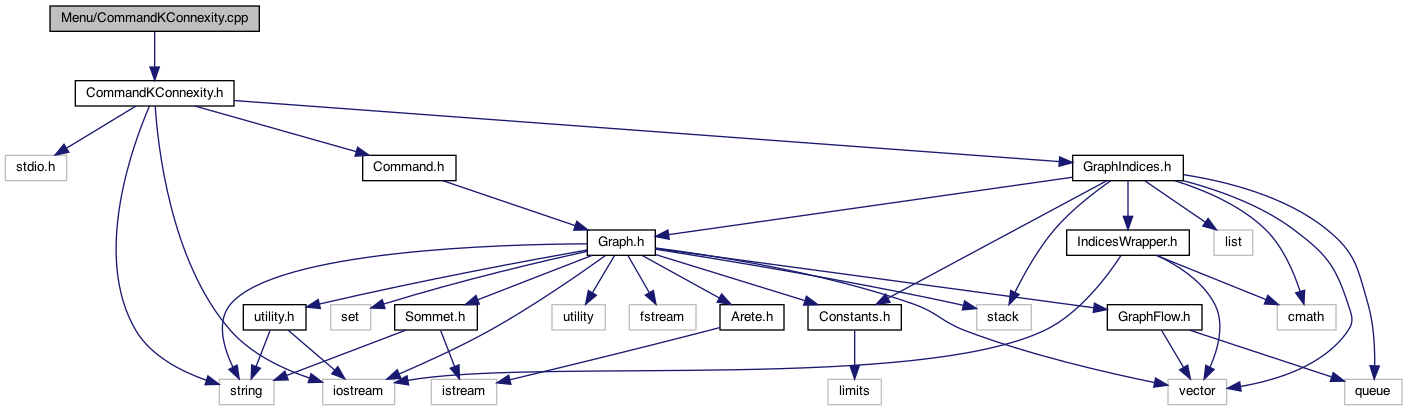 Menu/CommandKConnexity.cpp
CommandKConnexity.h
stdio.h
Command.h
GraphIndices.h
Graph.h
IndicesWrapper.h
list
utility.h
set
Sommet.h
utility
fstream
Arete.h
Constants.h
stack
GraphFlow.h
cmath
string
iostream
istream
limits
vector
queue